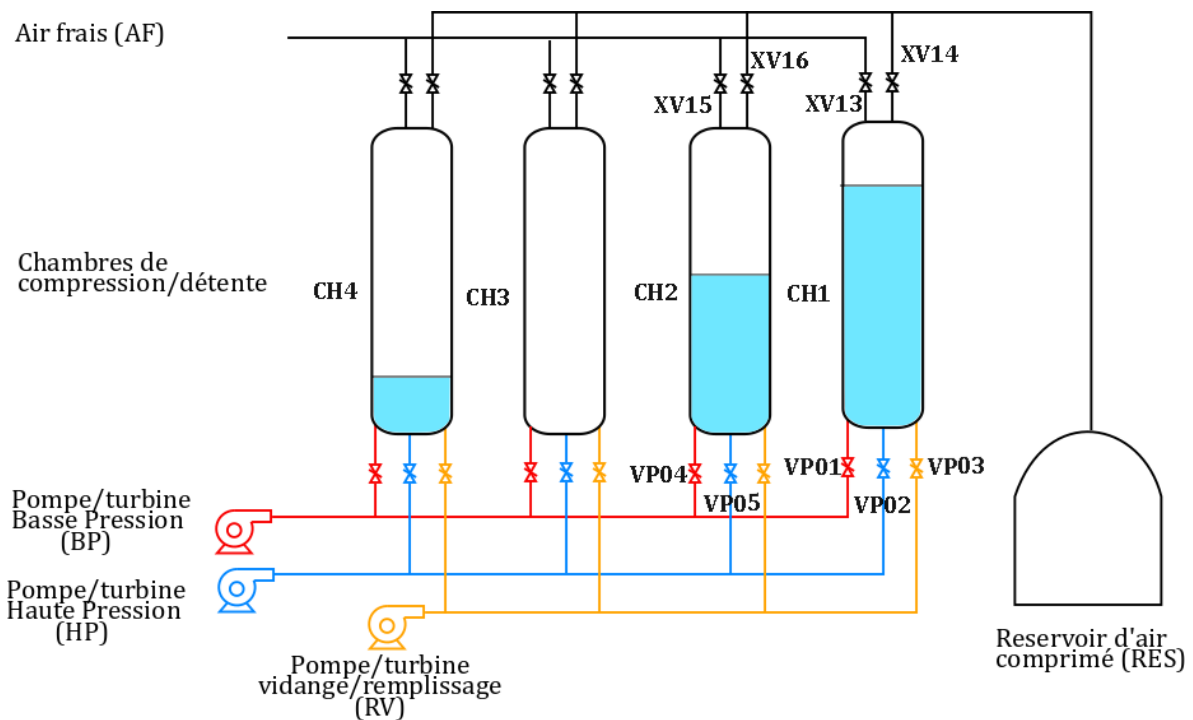 Air frais (AF)
XV16
XV14
XV15
XV13
Chambres de
compression/détente
CH4
CH3
CH2
CH1
VP04
VP01
VP03
VP05
VP02
Pompe/turbine
Basse Pression
(BP)
Pompe/turbine
Haute Pression
(HP)
Pompe/turbine
vidange/remplissage
(RV)
Reservoir d'air
comprimé (RES)